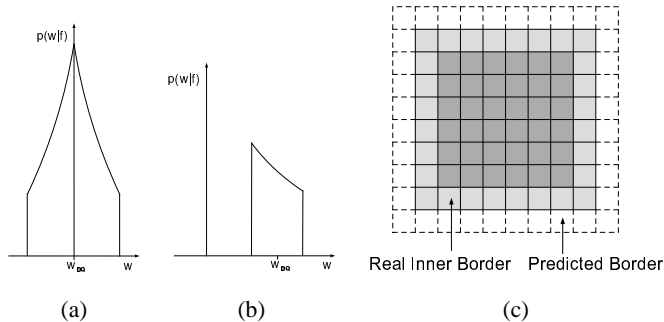 p(w|f)
w_DQ
w
(a)
p(w|f)
w_DQ
w
(b)
Real Inner Border
Predicted Border
(c)